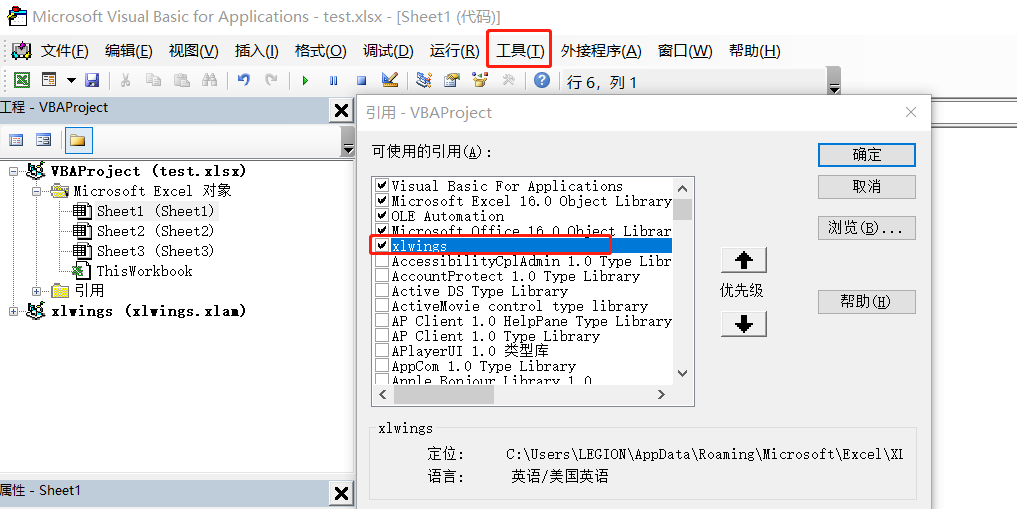 Microsoft Visual Basic for Applications - test.xlsx - [Sheet1 (代码)]
文件(F) 编辑(E) 视图(V) 插入(I) 格式(O) 调试(D) 运行(R) 工具(T) 外接程序(A) 窗口(W) 帮助(H)
行 6，列 1
工程 - VBAProject
VBAProject (test.xlsx)
Microsoft Excel 对象
Sheet1 (Sheet1)
Sheet2 (Sheet2)
Sheet3 (Sheet3)
ThisWorkbook
引用
xlwings (xlwings.xlam)
属性 - Sheet1
引用 - VBAProject
可使用的引用(A)：
Visual Basic For Applications
Microsoft Excel 16.0 Object Library
OLE Automation
Microsoft Office 16.0 Object Librar
xlwings
AccessibilityCplAdmin 1.0 Type Libr
AccountProtect 1.0 Type Library
Active DS Type Library
ActiveMovie control type library
AP Client 1.0 HelpPane Type Library
AP Client 1.0 Type Library
APlayerUI 1.0 类型库
AppCom 1.0 Type Library
Apple Bonjour Library 1.0
优先级
确定
取消
浏览(B)...
帮助(H)
xlwings
定位: C:\Users\LEGION\AppData\Roaming\Microsoft\Excel\XL
语言: 英语/美国英语